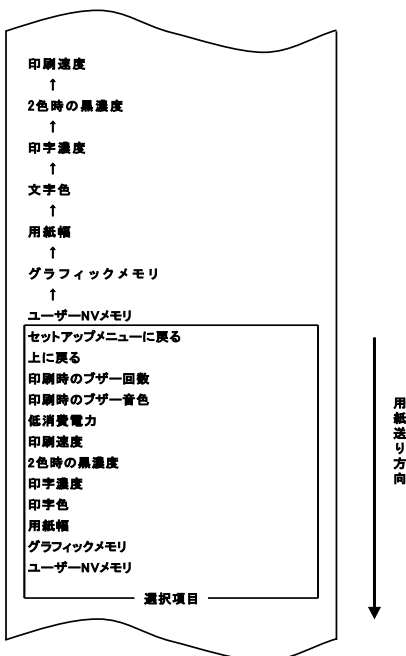 印刷速度
↑
2色時の黒濃度
↑
印字濃度
↑
文字色
↑
用紙幅
↑
グラフィックメモリ
↑
ユーザーNVメモリ
セットアップメニューに戻る
上に戻る
印刷時のブザー回数
印刷時のブザー音色
低消費電力
印刷速度
2色時の黒濃度
印字濃度
印字色
用紙幅
グラフィックメモリ
ユーザーNVメモリ
選択項目
用紙送り方向